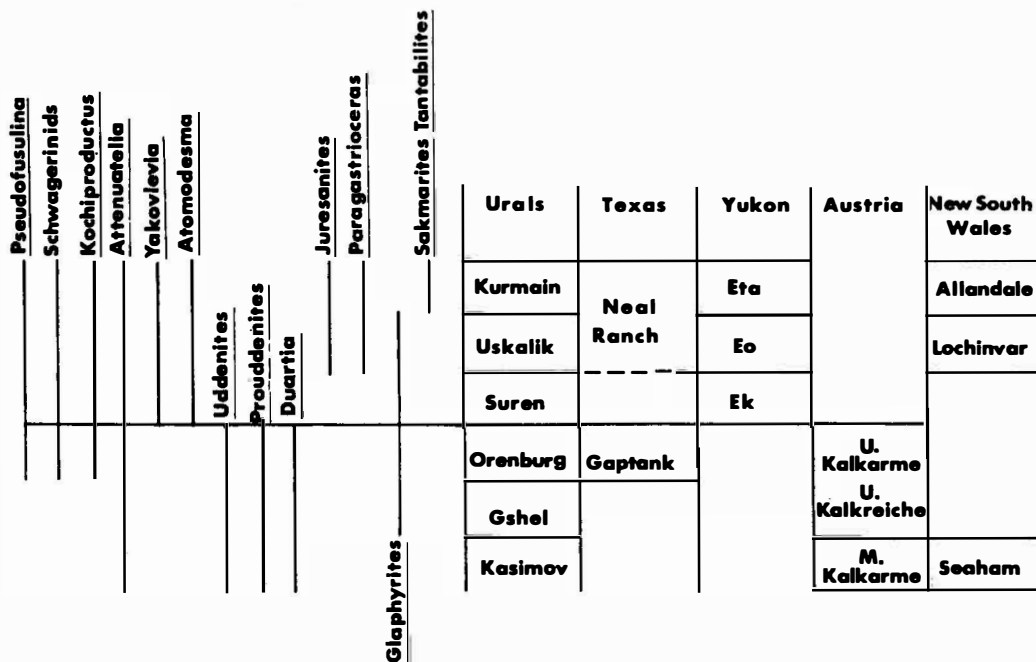 Pseudofusulina
Schwagerinids
Kochiproductus
Attenuatella
Yakovlevia
Atomodesma
Uddenites
Prouddenites
Duartia
Juresanites
Paragastrioceras
Glaphyrites
Sakmarites Tantabilites
Urals
Texas
Yukon
Austria
New South
Wales
Kurmain
Neal
Ranch
Eta
Allandale
Uskalik
Eo
Lochinvar
Suren
Ek
Orenburg
Gaptank
U.
Kalkarme
Gshel
U.
Kalkreiche
Kasimov
M.
Kalkarme
Seaham